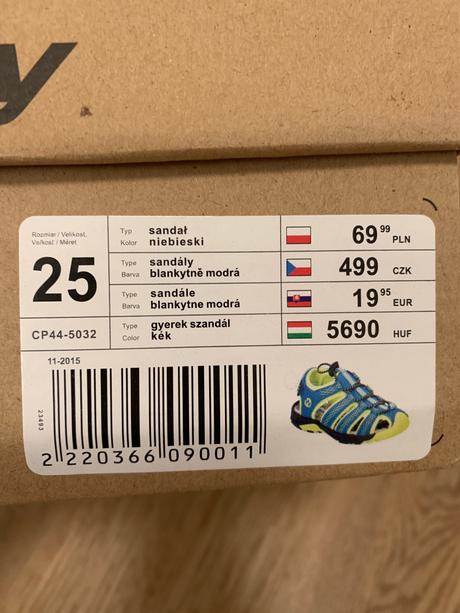 y
Rozmiar / Velikost,
Veľkosť / Méret
25
CP44-5032
Typ sandał
Kolor niebieski
69 99 PLN
Type sandály
Barva blankytně modrá
499 CZK
Type sandále
Barva blankytne modrá
19 95 EUR
Type gyerek szandál
Color kék
5690 HUF
11-2015
23493
2 220366 090011